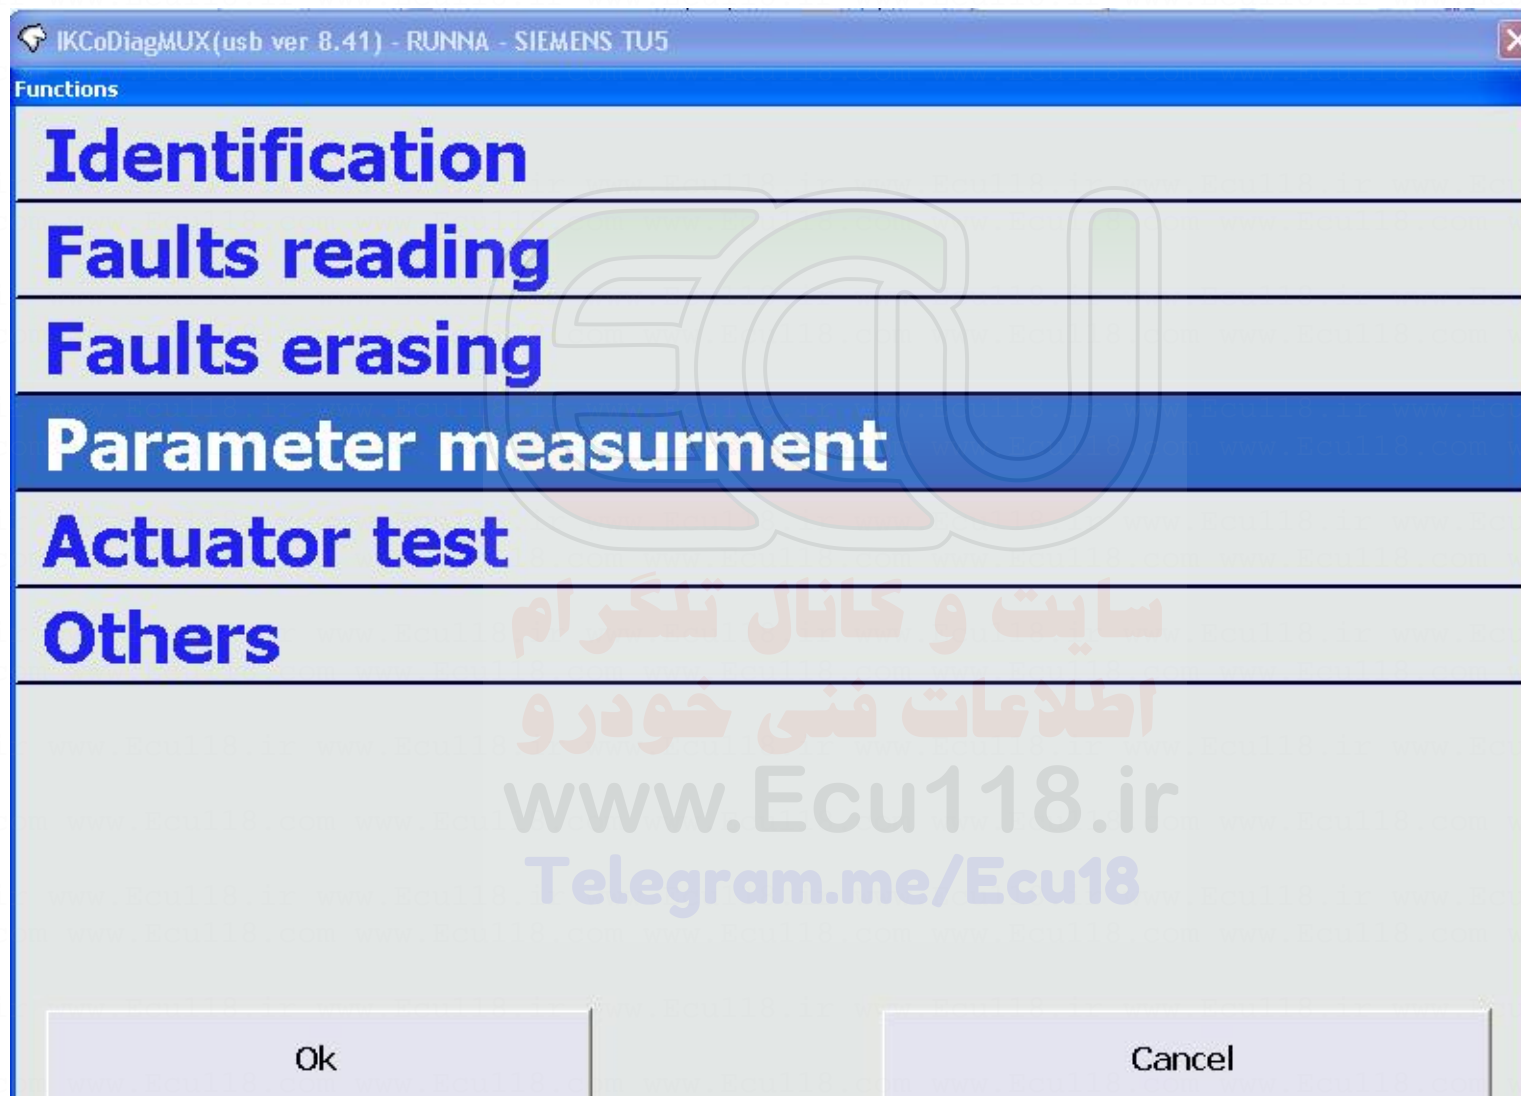 IKCoDiagMUX(usb ver 8.41) - RUNNA - SIEMENS TU5
Functions
Identification
Faults reading
Faults erasing
Parameter measurment
Actuator test
Others
ECU
سایت و کانال تلگرام
اطلاعات فنی خودرو
www.Ecu118.ir
Telegram.me/Ecu18
Ok
Cancel